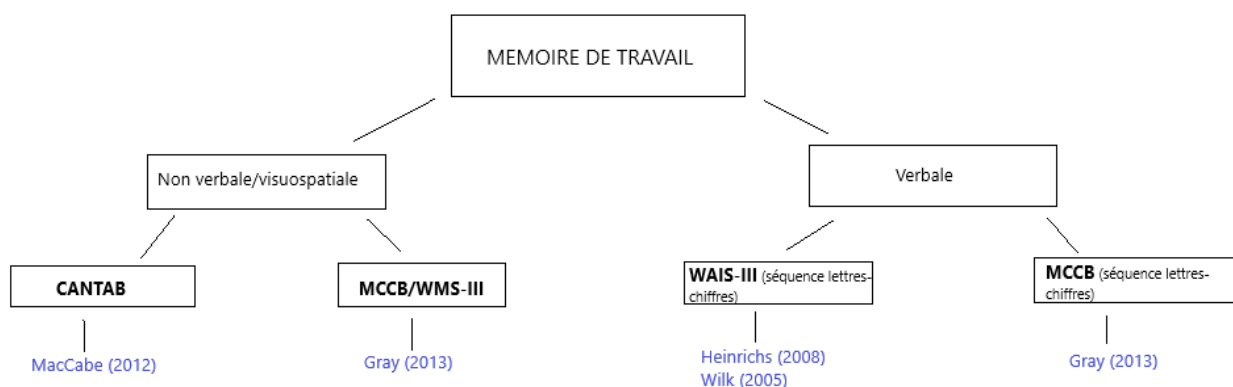 MEMOIRE DE TRAVAIL
Non verbale/visuospatiale
Verbale
CANTAB
MCCB/WMS-III
WAIS-III (séquence lettres-
chiffres)
MCCB (séquence lettres-
chiffres)
MacCabe (2012)
Gray (2013)
Heinrichs (2008)
Wilk (2005)
Gray (2013)